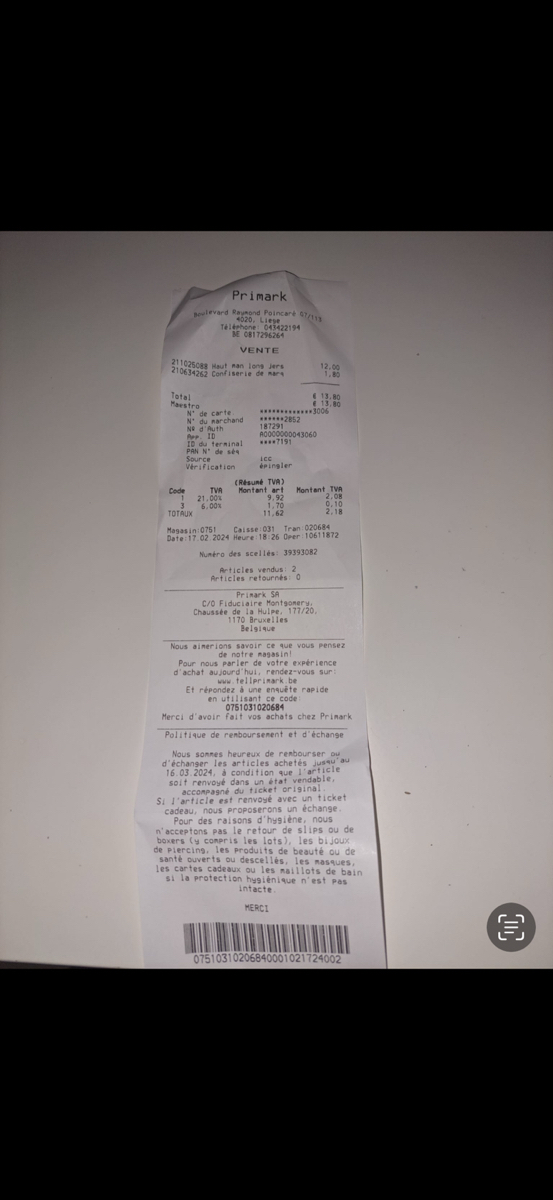 Primark
Boulevard Raymond Poincaré 07/113
4020, Liege
Téléphone: 043422194
BE 0817296264
VENTE
211025088 Haut man lons jers 12.00
210634262 Confiserie de marq 1.80
Total € 13,80
Maestro € 13,80
N° de carte *************3006
N° du marchand ******2852
N# d'Auth 187291
App. ID A0000000043060
ID du terminal ****7191
PAN N° de séq
Source icc
Vérification épingler
(Résumé TVA)
Code TVA Montant art Montant TVA
1 21,00% 9,92 2,08
3 6,00% 1,70 0,10
TOTAUX 11,62 2,18
Magasin:0751 Caisse:031 Tran:020684
Date:17.02.2024 Heure:18:26 Oper:10611872
Numéro des scellés: 39393082
Articles vendus: 2
Articles retournés: 0
Primark SA
C/O Fiduciaire Montgomery,
Chaussée de la Hulpe, 177/20,
1170 Bruxelles
Belgique
Nous aimerions savoir ce que vous pensez
de notre magasin!
Pour nous parler de votre expérience
d'achat aujourd'hui, rendez-vous sur:
www.tellprimark.be
Et répondez à une enquête rapide
en utilisant ce code:
0751031020684
Merci d'avoir fait vos achats chez Primark
Politique de remboursement et d'échange
Nous sommes heureux de rembourser ou
d'échanger les articles achetés jusqu'au
16.03.2024, à condition que l'article
soit renvoyé dans un état vendable,
accompagné du ticket original.
Si l'article est renvoyé avec un ticket
cadeau, nous proposerons un échange.
Pour des raisons d'hygiène, nous
n'acceptons pas le retour de slips ou de
boxers (y compris les lots), les bijoux
de piercing, les produits de beauté ou de
santé ouverts ou descellés, les masques,
les cartes cadeaux ou les maillots de bain
si la protection hygiénique n'est pas
intacte.
MERCI
07510310206840001021724002